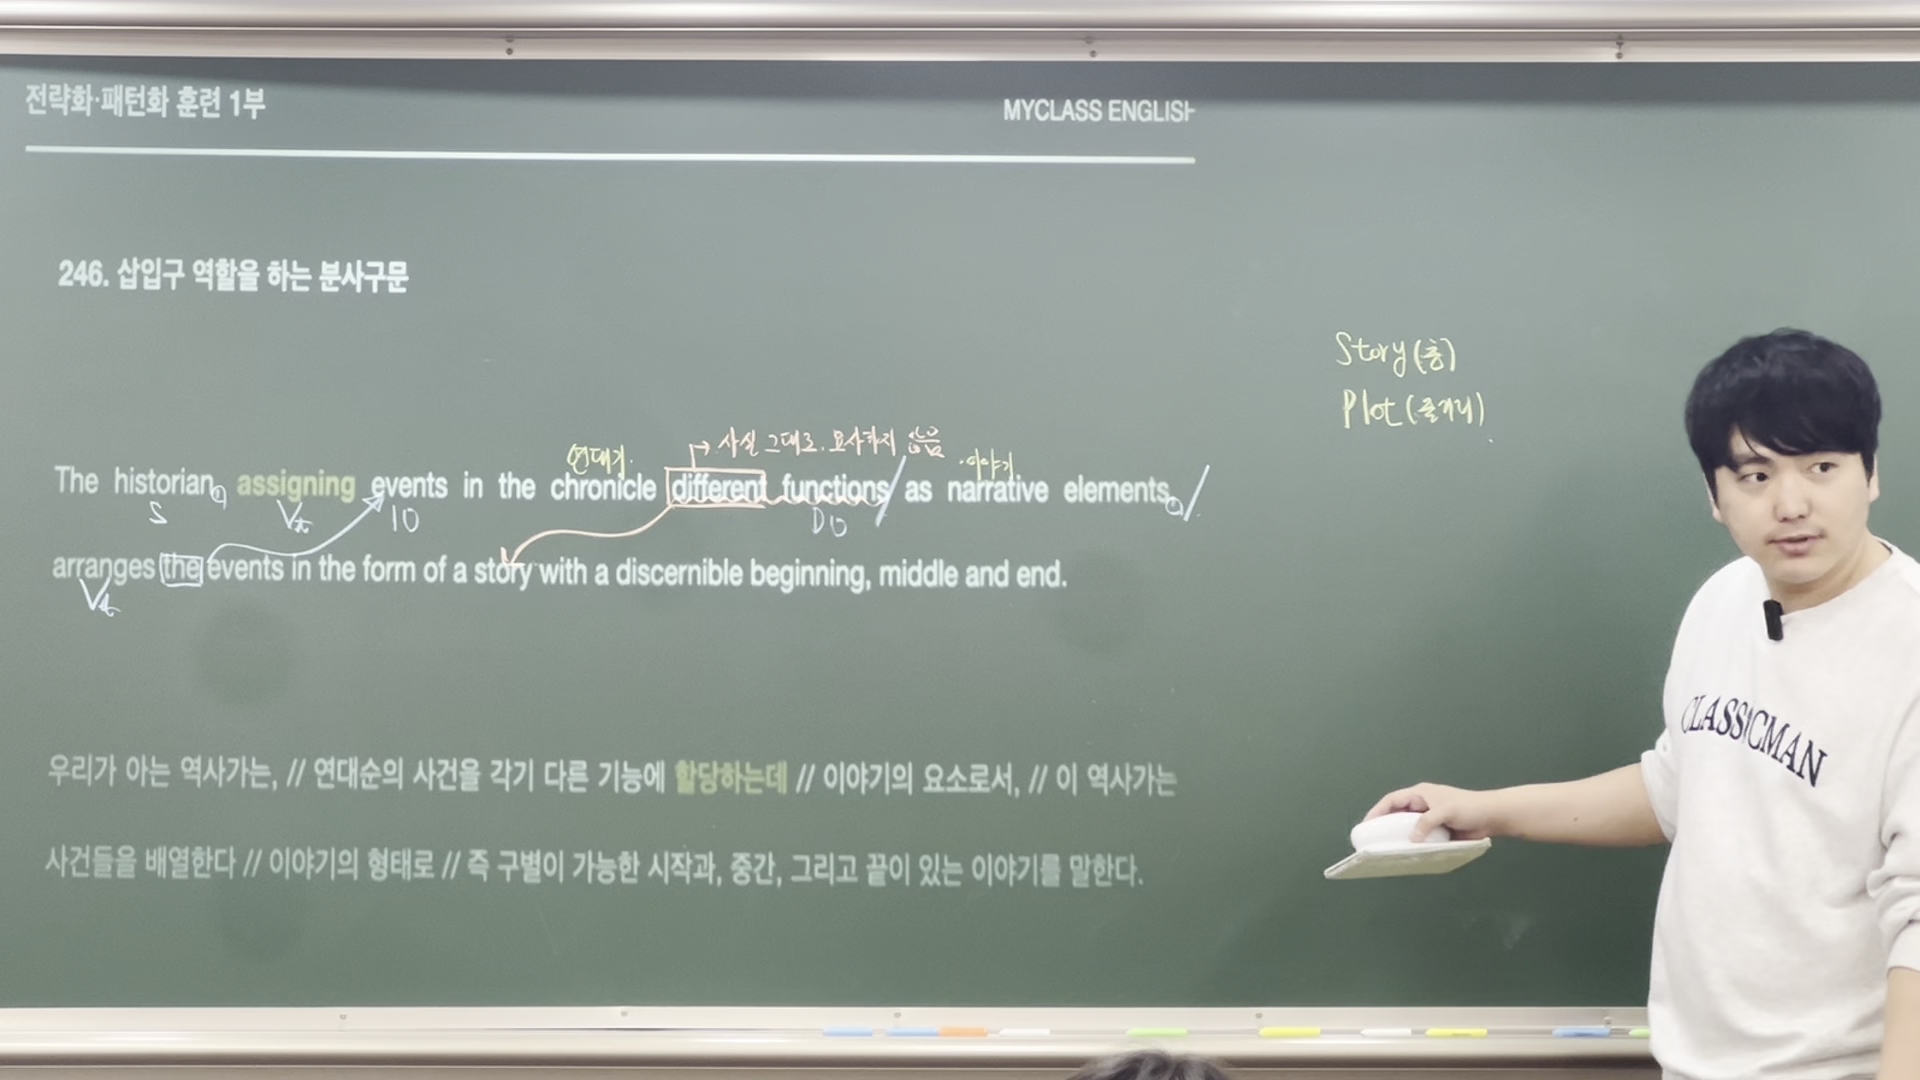 전략화·패턴화 훈련 1부
MYCLASS ENGLISH
246. 삽입구 역할을 하는 분사구문
Story (총)
Plot (줄거리)
연대기
→ 사실 그대로 묘사하지 않음
이야기
The historian, assigning events in the chronicle different functions / as narrative elements, /
S Vt IO DO
arranges the events in the form of a story with a discernible beginning, middle and end.
Vt
우리가 아는 역사가는, // 연대순의 사건을 각기 다른 기능에 할당하는데 // 이야기의 요소로서, // 이 역사가는
사건들을 배열한다 // 이야기의 형태로 // 즉 구별이 가능한 시작과, 중간, 그리고 끝이 있는 이야기를 말한다.
CLASSICMAN